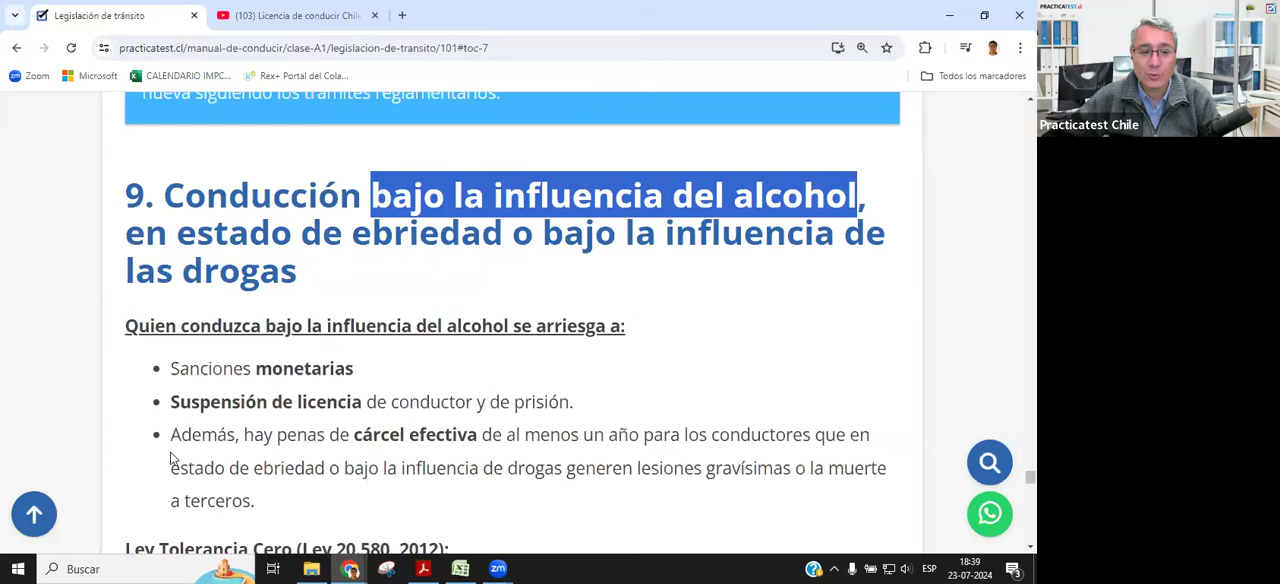 Legislación de tránsito
(103) Licencia de conducir Chile
practicatest.cl/manual-de-conducir/clase-A1/legislacion-de-transito/101#toc-7
Zoom
Microsoft
CALENDARIO IMPC...
Rex+ Portal del Cola...
Todos los marcadores
PRACTICATEST.cl
Practicatest Chile
nueva siguiendo los trámites reglamentarios.
9. Conducción bajo la influencia del alcohol,
en estado de ebriedad o bajo la influencia de
las drogas
Quien conduzca bajo la influencia del alcohol se arriesga a:
Sanciones monetarias
Suspensión de licencia de conductor y de prisión.
Además, hay penas de cárcel efectiva de al menos un año para los conductores que en
estado de ebriedad o bajo la influencia de drogas generen lesiones gravísimas o la muerte
a terceros.
Ley Tolerancia Cero (Ley 20.580, 2012):
Buscar
zm
ESP
18:39
23-07-2024
3